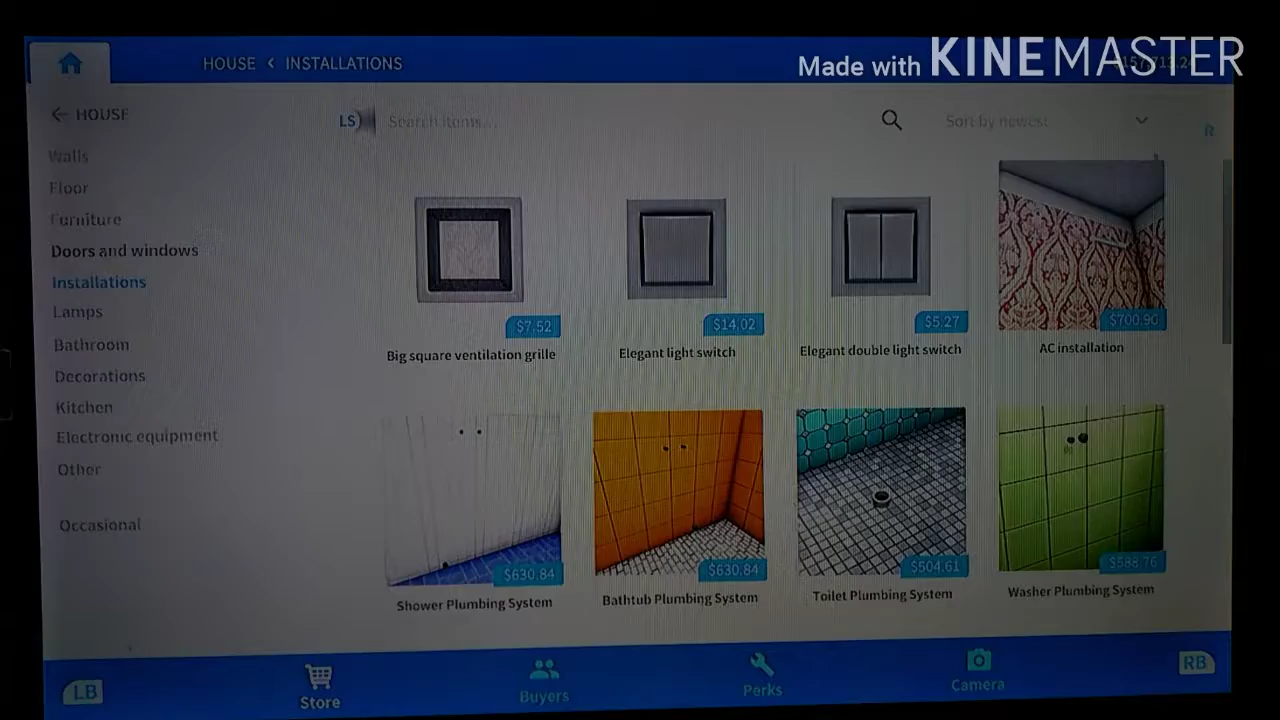 HOUSE < INSTALLATIONS
Made with KINEMASTER
← HOUSE
LS
Search items...
Sort by newest
R
Walls
Floor
Furniture
Doors and windows
Installations
Lamps
Bathroom
Decorations
Kitchen
Electronic equipment
Other
Occasional
$7.52
$14.02
$5.27
$700.90
Big square ventilation grille
Elegant light switch
Elegant double light switch
AC installation
$630.84
$630.84
$504.61
$588.76
Shower Plumbing System
Bathtub Plumbing System
Toilet Plumbing System
Washer Plumbing System
LB
Store
Buyers
Perks
Camera
RB